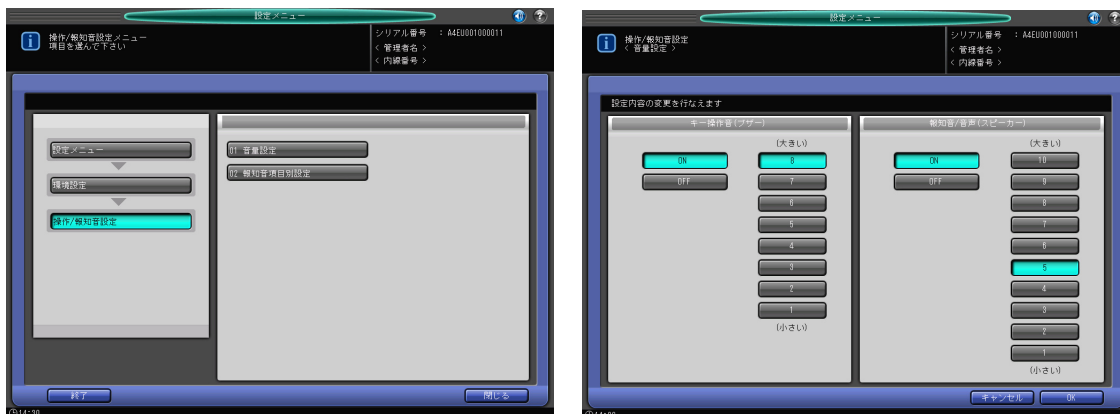 設定メニュー
操作/報知音設定メニュー
項目を選んで下さい
シリアル番号 : A4EU001000011
< 管理者名 >
< 内線番号 >
設定メニュー
環境設定
操作/報知音設定
01 音量設定
02 報知音項目別設定
終了
閉じる
14:30
設定メニュー
操作/報知音設定
< 音量設定 >
シリアル番号 : A4EU001000011
< 管理者名 >
< 内線番号 >
設定内容の変更を行なえます
キー操作音(ブザー)
ON
OFF
(大きい)
8
7
6
5
4
3
2
1
(小さい)
報知音/音声(スピーカー)
ON
OFF
(大きい)
10
9
8
7
6
5
4
3
2
1
(小さい)
キャンセル
OK